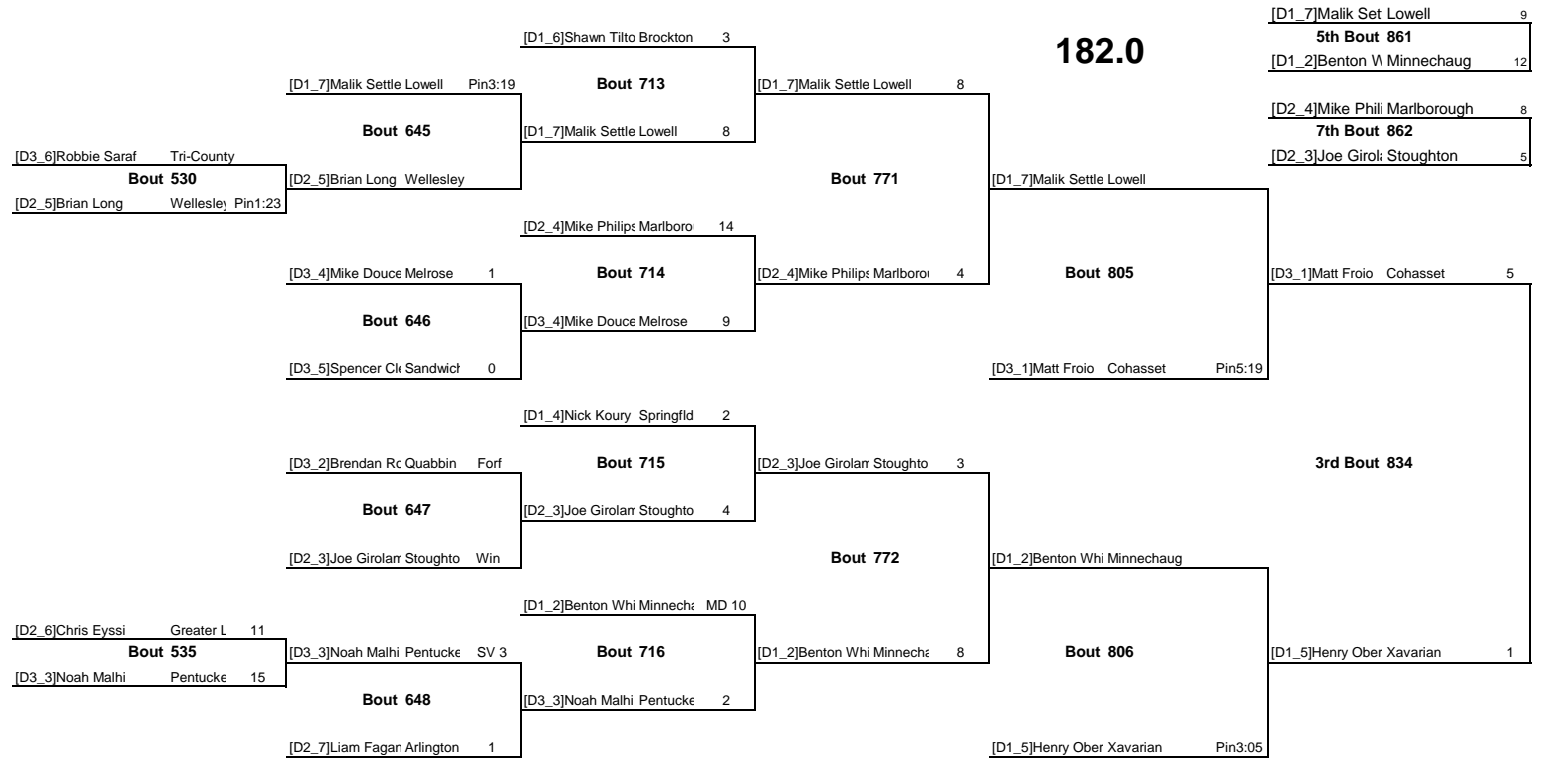 [D1_7]Malik Set Lowell 9
[D1_6]Shawn Tilto Brockton 3
5th Bout 861
182.0
[D1_2]Benton W Minnechaug 12
[D1_7]Malik Settle Lowell Pin3:19
Bout 713
[D1_7]Malik Settle Lowell 8
[D2_4]Mike Phili Marlborough 8
Bout 645
[D1_7]Malik Settle Lowell 8
7th Bout 862
[D3_6]Robbie Saraf Tri-County
[D2_3]Joe Girola Stoughton 5
Bout 530
[D2_5]Brian Long Wellesley
Bout 771
[D1_7]Malik Settle Lowell
[D2_5]Brian Long Wellesley Pin1:23
[D2_4]Mike Philips Marlboro 14
[D3_4]Mike Douce Melrose 1
Bout 714
[D2_4]Mike Philips Marlborou 4
Bout 805
[D3_1]Matt Froio Cohasset 5
Bout 646
[D3_4]Mike Douce Melrose 9
[D3_5]Spencer Cle Sandwich 0
[D3_1]Matt Froio Cohasset Pin5:19
[D1_4]Nick Koury Springfld 2
[D3_2]Brendan Ro Quabbin Forf
Bout 715
[D2_3]Joe Girolam Stoughto 3
3rd Bout 834
Bout 647
[D2_3]Joe Girolam Stoughto 4
[D2_3]Joe Girolam Stoughto Win
Bout 772
[D1_2]Benton Whi Minnechaug
[D1_2]Benton Whi Minnecha MD 10
[D2_6]Chris Eyssi Greater L 11
Bout 535
[D3_3]Noah Malhi Pentucke SV 3
Bout 716
[D1_2]Benton Whi Minnecha 8
Bout 806
[D1_5]Henry Ober Xavarian 1
[D3_3]Noah Malhi Pentucke 15
Bout 648
[D3_3]Noah Malhi Pentucke 2
[D2_7]Liam Fagan Arlington 1
[D1_5]Henry Ober Xavarian Pin3:05